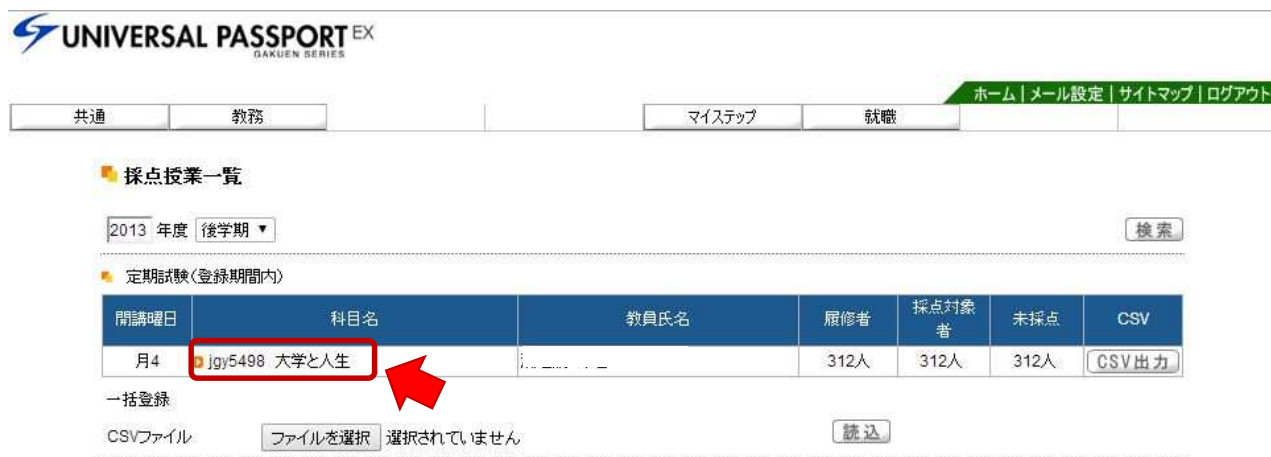 UNIVERSAL PASSPORT EX
GAKUEN SERIES
ホーム | メール設定 | サイトマップ | ログアウト
共通 教務 マイステップ 就職
採点授業一覧
2013 年度 後学期 ▼ 検索
定期試験(登録期間内)
開講曜日 科目名 教員氏名 履修者 採点対象者 未採点 CSV
月4 jgy5498 大学と人生 312人 312人 312人 CSV出力
一括登録
CSVファイル ファイルを選択 選択されていません 読込